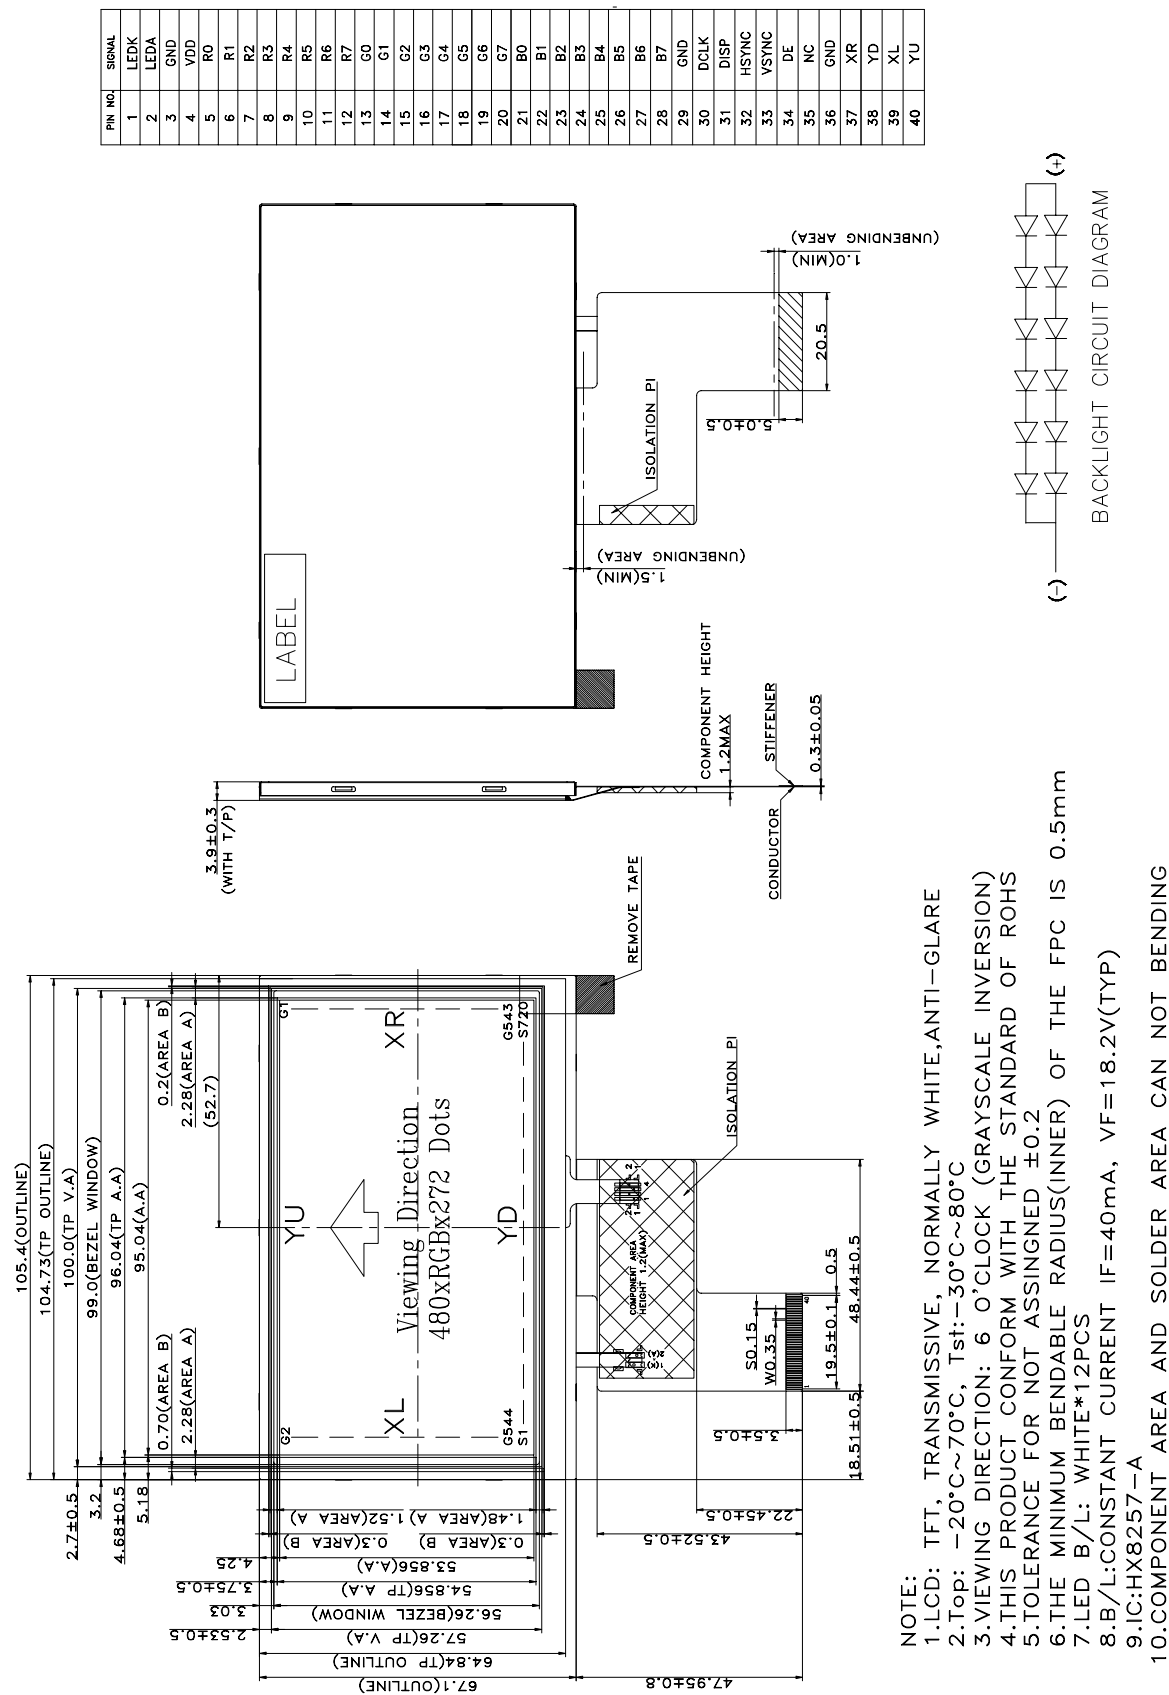 PIN NO. SIGNAL
1 LEDK
2 LEDA
3 GND
4 VDD
5 R0
6 R1
7 R2
8 R3
9 R4
10 R5
11 R6
12 R7
13 G0
14 G1
15 G2
16 G3
17 G4
18 G5
19 G6
20 G7
21 B0
22 B1
23 B2
24 B3
25 B4
26 B5
27 B6
28 B7
29 GND
30 DCLK
31 DISP
32 HSYNC
33 VSYNC
34 DE
35 NC
36 GND
37 XR
38 YD
39 XL
40 YU
105.4(OUTLINE)
104.73(TP OUTLINE)
100.0(TP V.A)
99.0(BEZEL WINDOW)
96.04(TP A.A)
95.04(A.A)
0.70(AREA B)
0.2(AREA B)
2.28(AREA A)
2.28(AREA A)
(52.7)
2.7±0.5
3.2
4.68±0.5
5.18
67.1(OUTLINE)
64.84(TP OUTLINE)
57.26(TP V.A)
56.26(BEZEL WINDOW)
54.856(TP A.A)
53.856(A.A)
2.53±0.5
3.03
3.75±0.5
4.25
0.3(AREA B)
0.3(AREA B)
1.48(AREA A)
1.52(AREA A)
G2
G1
YU
XL
XR
Viewing Direction
480xRGBx272 Dots
YD
G544
S1
G543
S720
REMOVE TAPE
ISOLATION PI
COMPONENT AREA
HEIGHT 1.2(MAX)
1(K)
2(A)
2
1
4
1
2
1
47.95±0.8
43.52±0.5
22.45±0.5
3.5±0.5
S0.15
W0.35
0.5
1
40
19.5±0.1
18.51±0.5
48.44±0.5
3.9±0.3
(WITH T/P)
COMPONENT HEIGHT
1.2MAX
STIFFENER
CONDUCTOR
0.3±0.05
LABEL
1.5(MIN)
(UNBENDING AREA)
ISOLATION PI
5.0±0.5
20.5
1.0(MIN)
(UNBENDING AREA)
(-)
(+)
BACKLIGHT CIRCUIT DIAGRAM
NOTE:
1.LCD: TFT, TRANSMISSIVE, NORMALLY WHITE,ANTI-GLARE
2.Top: -20°C~70°C, Tst:-30°C~80°C
3.VIEWING DIRECTION: 6 O'CLOCK (GRAYSCALE INVERSION)
4.THIS PRODUCT CONFORM WITH THE STANDARD OF ROHS
5.TOLERANCE FOR NOT ASSINGNED ±0.2
6.THE MINIMUM BENDABLE RADIUS(INNER) OF THE FPC IS 0.5mm
7.LED B/L: WHITE*12PCS
8.B/L:CONSTANT CURRENT IF=40mA, VF=18.2V(TYP)
9.IC:HX8257-A
10.COMPONENT AREA AND SOLDER AREA CAN NOT BENDING